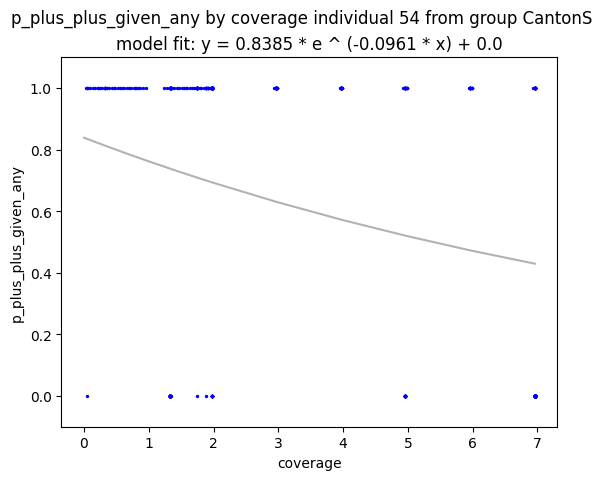 p_plus_plus_given_any by coverage individual 54 from group CantonS
model fit: y = 0.8385 * e ^ (-0.0961 * x) + 0.0
1.0
0.8
0.6
0.4
0.2
0.0
p_plus_plus_given_any
0 1 2 3 4 5 6 7
coverage